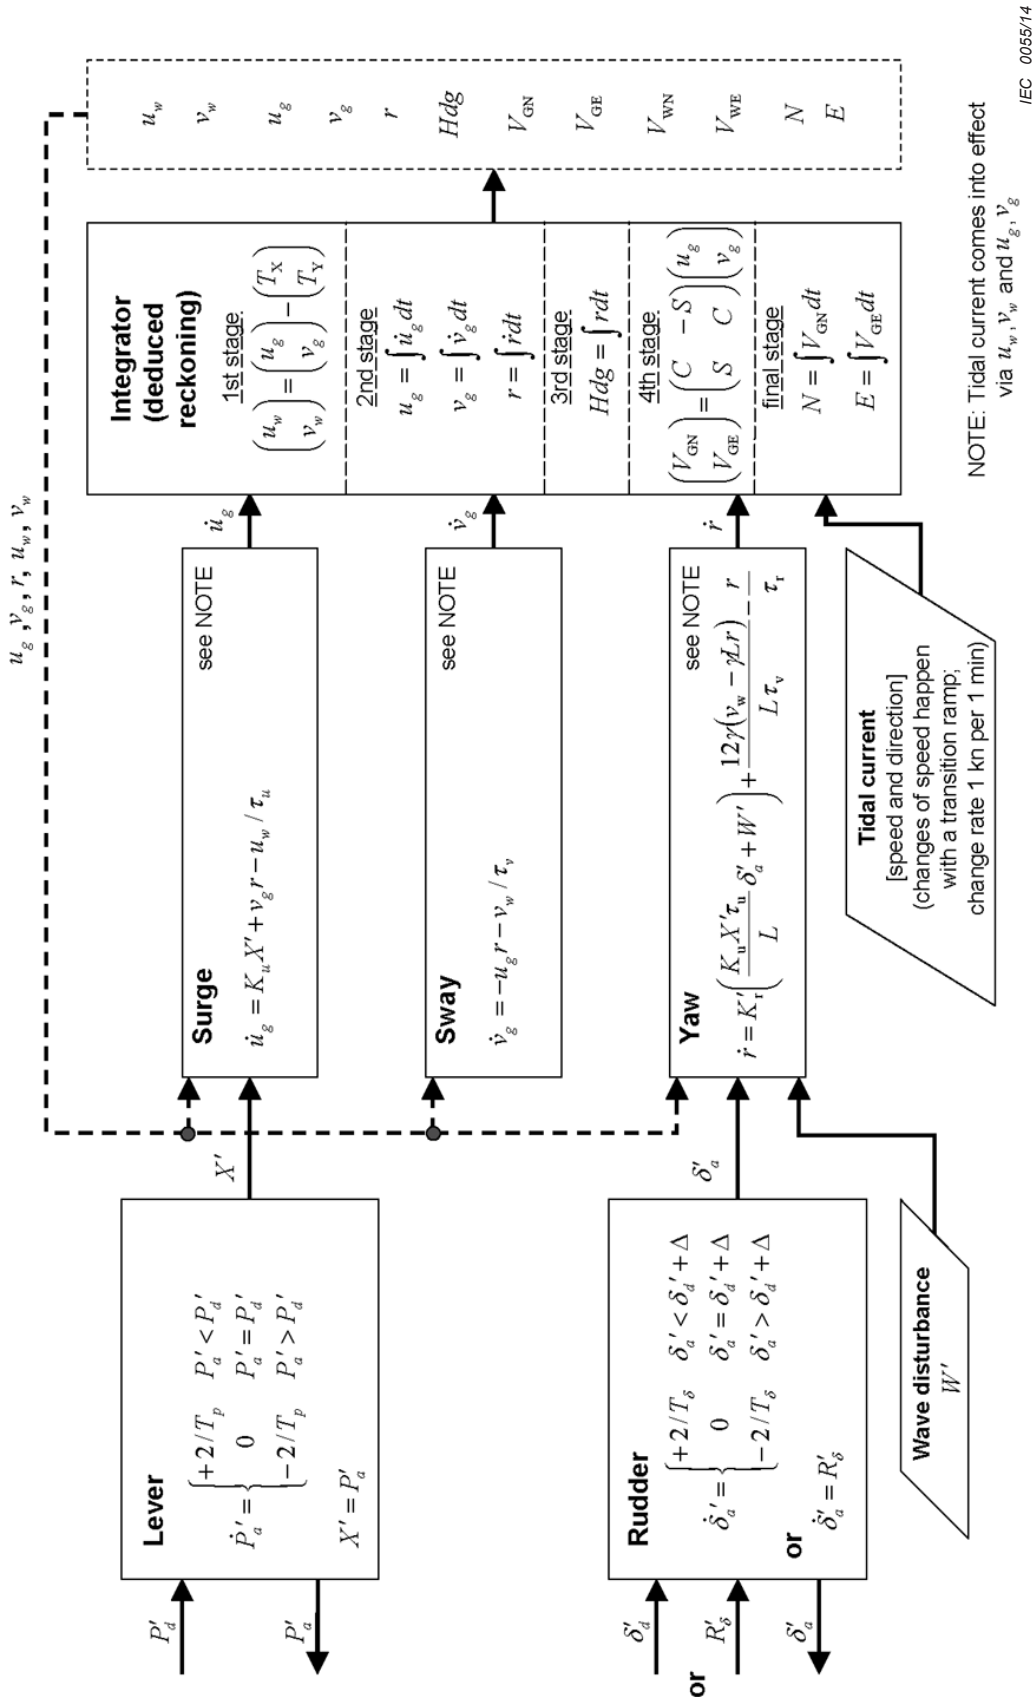 u_g, v_g, r, u_w, v_w
P'_d
P'_a
Lever
Ṗ'_a = { +2/T_p P'_a < P'_d
0 P'_a = P'_d
−2/T_p P'_a > P'_d
X' = P'_a
X'
Surge
see NOTE
u̇_g = K_u X' + v_g r − u_w / τ_u
u̇_g
Sway
see NOTE
v̇_g = −u_g r − v_w / τ_v
v̇_g
δ'_d
or
R'_δ
δ'_a
Rudder
δ̇'_a = { +2/T_δ δ'_a < δ'_d + Δ
0 δ'_a = δ'_d + Δ
−2/T_δ δ'_a > δ'_d + Δ
or
δ̇'_a = R'_δ
δ'_a
Yaw
see NOTE
ṙ = K'_r (K_u X' τ_u / L δ'_a + W') + 12γ(v_w − γLr) / Lτ_v − r / τ_r
ṙ
Wave disturbance
W'
Tidal current
[speed and direction]
(changes of speed happen
with a transition ramp;
change rate 1 kn per 1 min)
Integrator
(deduced
reckoning)
1st stage
(u_w v_w) = (u_g v_g) − (T_X T_Y)
2nd stage
u_g = ∫ u̇_g dt
v_g = ∫ v̇_g dt
r = ∫ ṙdt
3rd stage
Hdg = ∫ rdt
4th stage
(V_GN V_GE) = (C −S S C) (u_g v_g)
final stage
N = ∫ V_GN dt
E = ∫ V_GE dt
u_w
v_w
u_g
v_g
r
Hdg
V_GN
V_GE
V_WN
V_WE
N
E
NOTE: Tidal current comes into effect
via u_w, v_w and u_g, v_g
IEC 0055/14